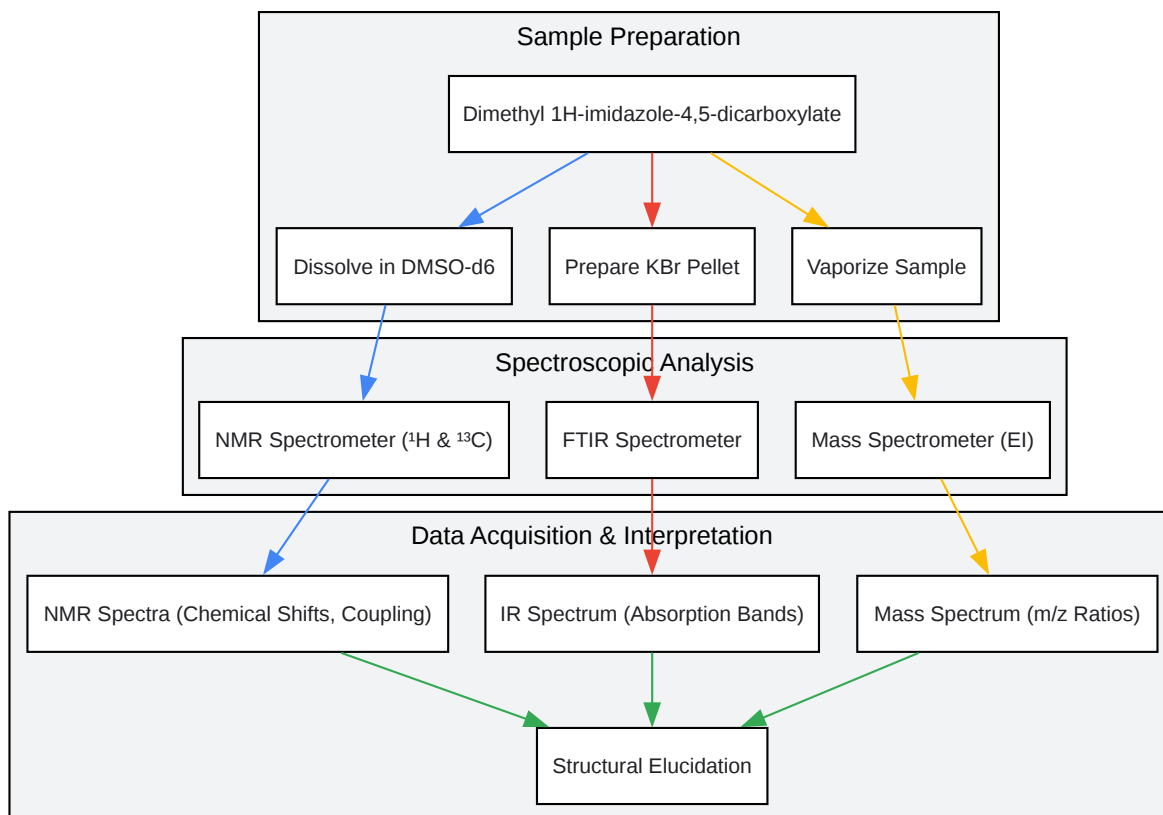 Sample Preparation
Dimethyl 1H-imidazole-4,5-dicarboxylate
Dissolve in DMSO-d6
Prepare KBr Pellet
Vaporize Sample
Spectroscopic Analysis
NMR Spectrometer (¹H & ¹³C)
FTIR Spectrometer
Mass Spectrometer (EI)
Data Acquisition & Interpretation
NMR Spectra (Chemical Shifts, Coupling)
IR Spectrum (Absorption Bands)
Mass Spectrum (m/z Ratios)
Structural Elucidation